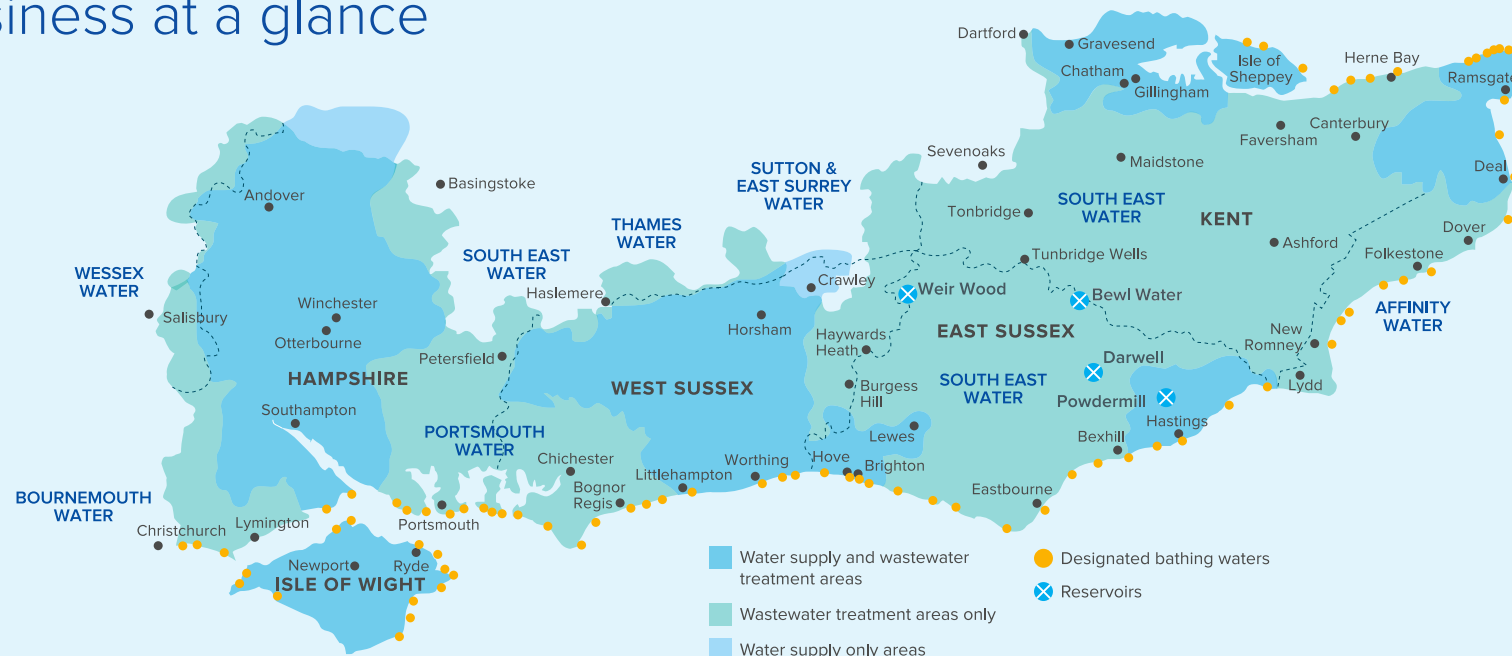 siness at a glance
Dartford
Gravesend
Chatham
Gillingham
Isle of
Sheppey
Herne Bay
Ramsgate
Faversham
Canterbury
Deal
Sevenoaks
Maidstone
SOUTH EAST
WATER
KENT
Tonbridge
Ashford
Dover
Tunbridge Wells
Folkestone
AFFINITY
WATER
New
Romney
Lydd
Andover
Basingstoke
SUTTON &
EAST SURREY
WATER
THAMES
WATER
SOUTH EAST
WATER
WESSEX
WATER
Haslemere
Crawley
Weir Wood
Bewl Water
Salisbury
Winchester
Otterbourne
Horsham
Haywards
Heath
EAST SUSSEX
Petersfield
Darwell
HAMPSHIRE
WEST SUSSEX
Burgess
Hill
SOUTH EAST
WATER
Powdermill
Hastings
Southampton
PORTSMOUTH
WATER
Lewes
Bexhill
Chichester
Littlehampton
Worthing
Hove
Brighton
Bognor
Regis
Eastbourne
BOURNEMOUTH
WATER
Christchurch
Lymington
Portsmouth
Newport
Ryde
ISLE OF WIGHT
Water supply and wastewater
treatment areas
Wastewater treatment areas only
Water supply only areas
Designated bathing waters
Reservoirs